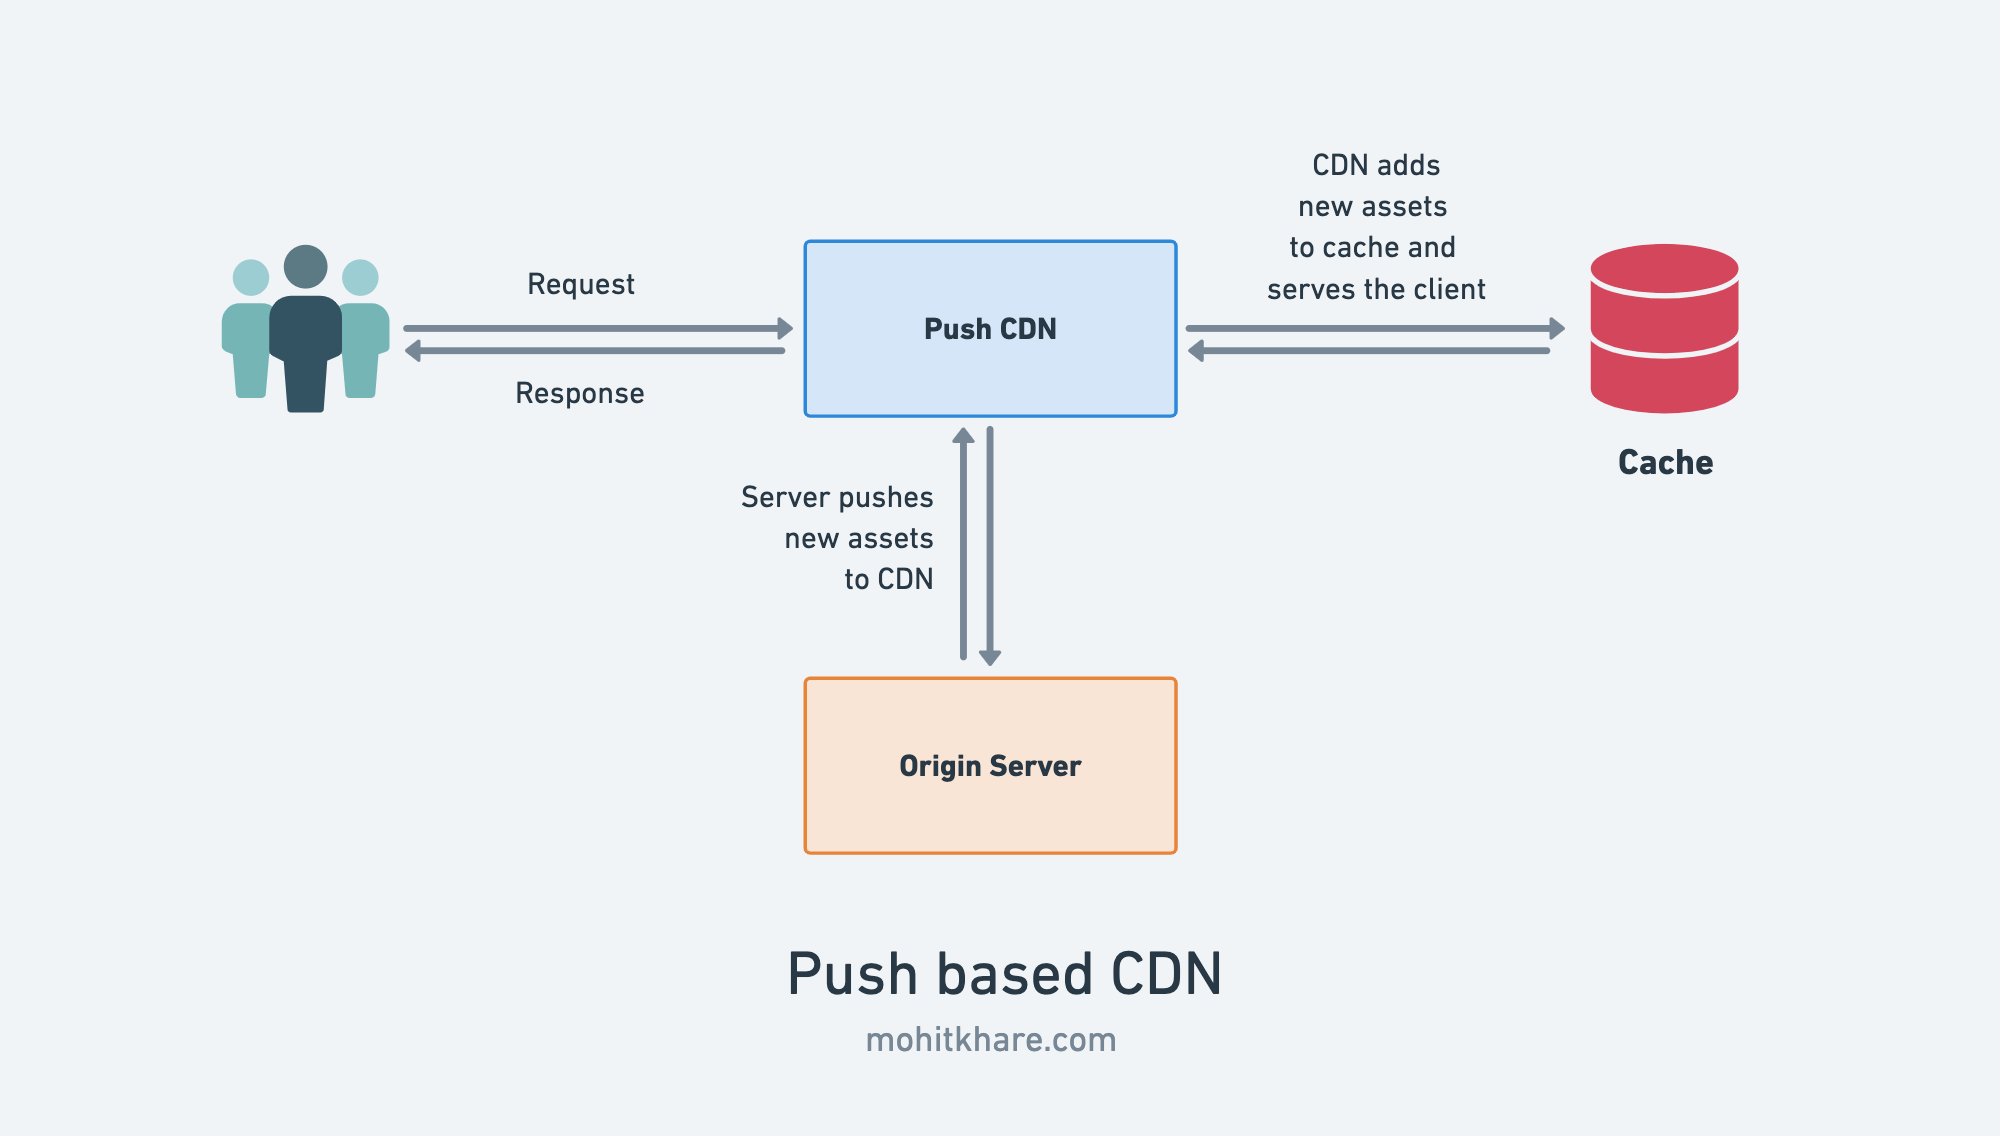 CDN adds
new assets
to cache and
serves the client
Request
Push CDN
Response
Cache
Server pushes
new assets
to CDN
Origin Server
Push based CDN
mohitkhare.com